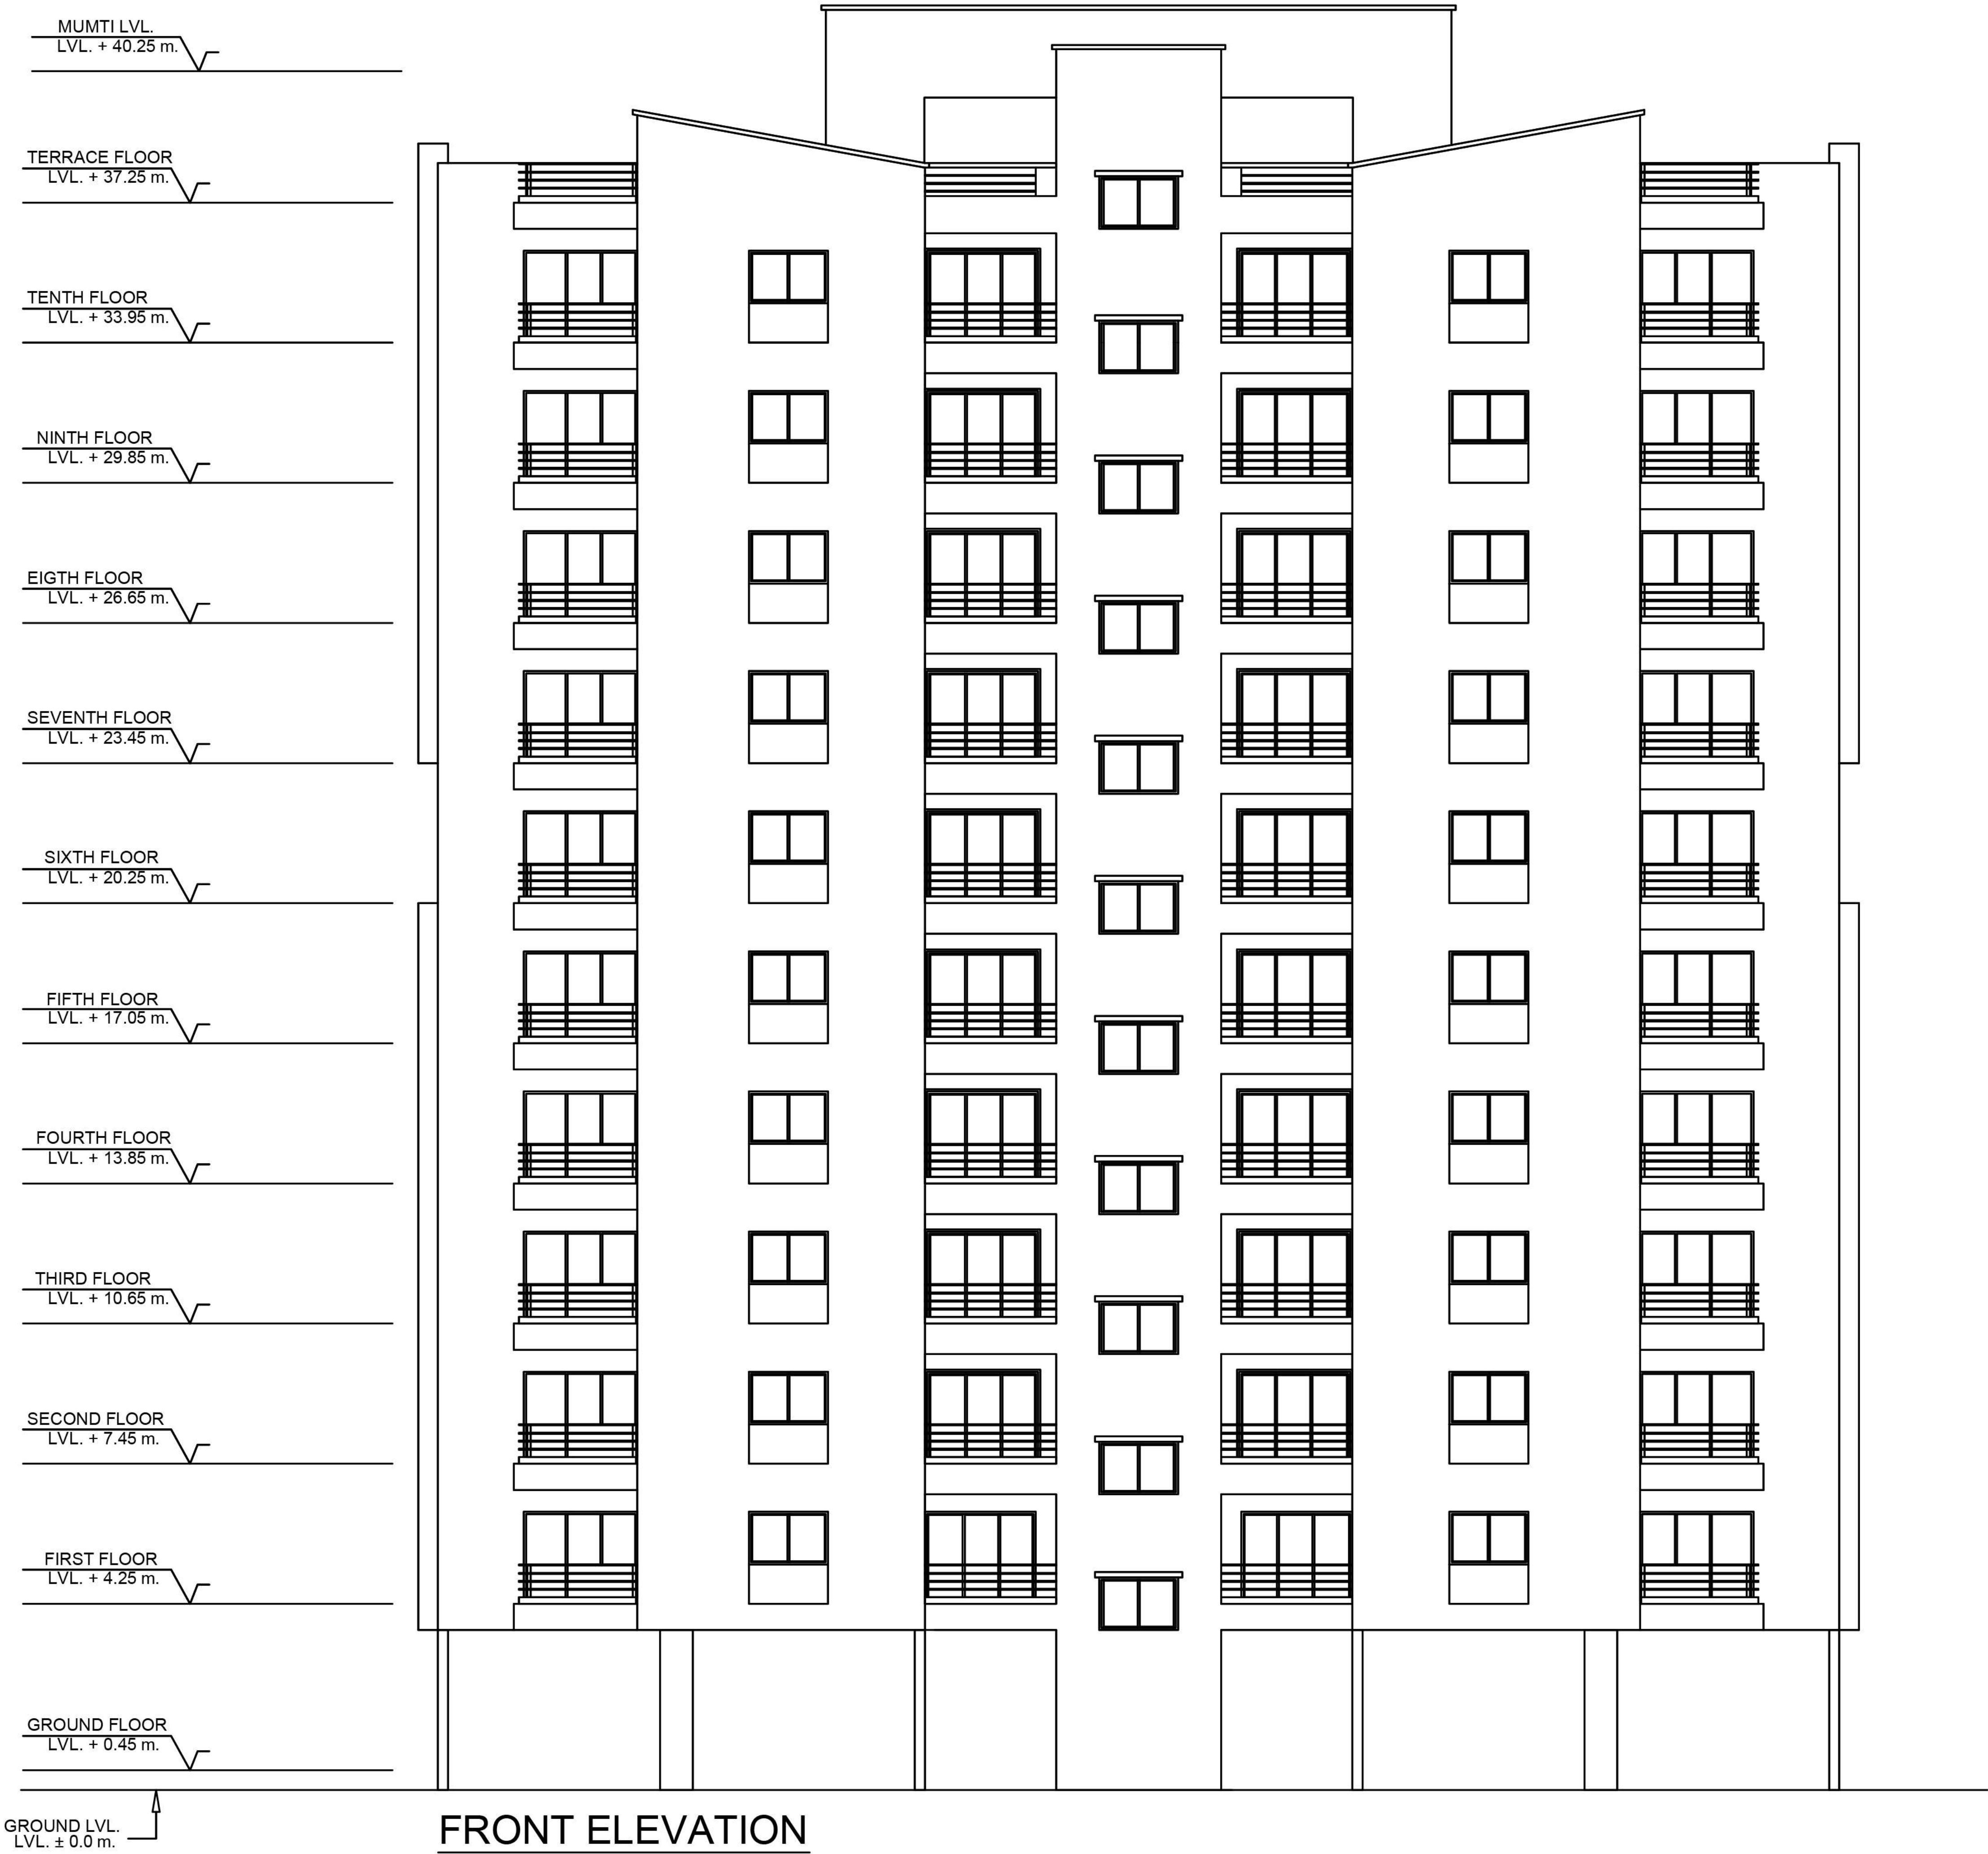 MUMTI LVL.
LVL. + 40.25 m.
TERRACE FLOOR
LVL. + 37.25 m.
TENTH FLOOR
LVL. + 33.95 m.
NINTH FLOOR
LVL. + 29.85 m.
EIGTH FLOOR
LVL. + 26.65 m.
SEVENTH FLOOR
LVL. + 23.45 m.
SIXTH FLOOR
LVL. + 20.25 m.
FIFTH FLOOR
LVL. + 17.05 m.
FOURTH FLOOR
LVL. + 13.85 m.
THIRD FLOOR
LVL. + 10.65 m.
SECOND FLOOR
LVL. + 7.45 m.
FIRST FLOOR
LVL. + 4.25 m.
GROUND FLOOR
LVL. + 0.45 m.
GROUND LVL.
LVL. ± 0.0 m.
FRONT ELEVATION